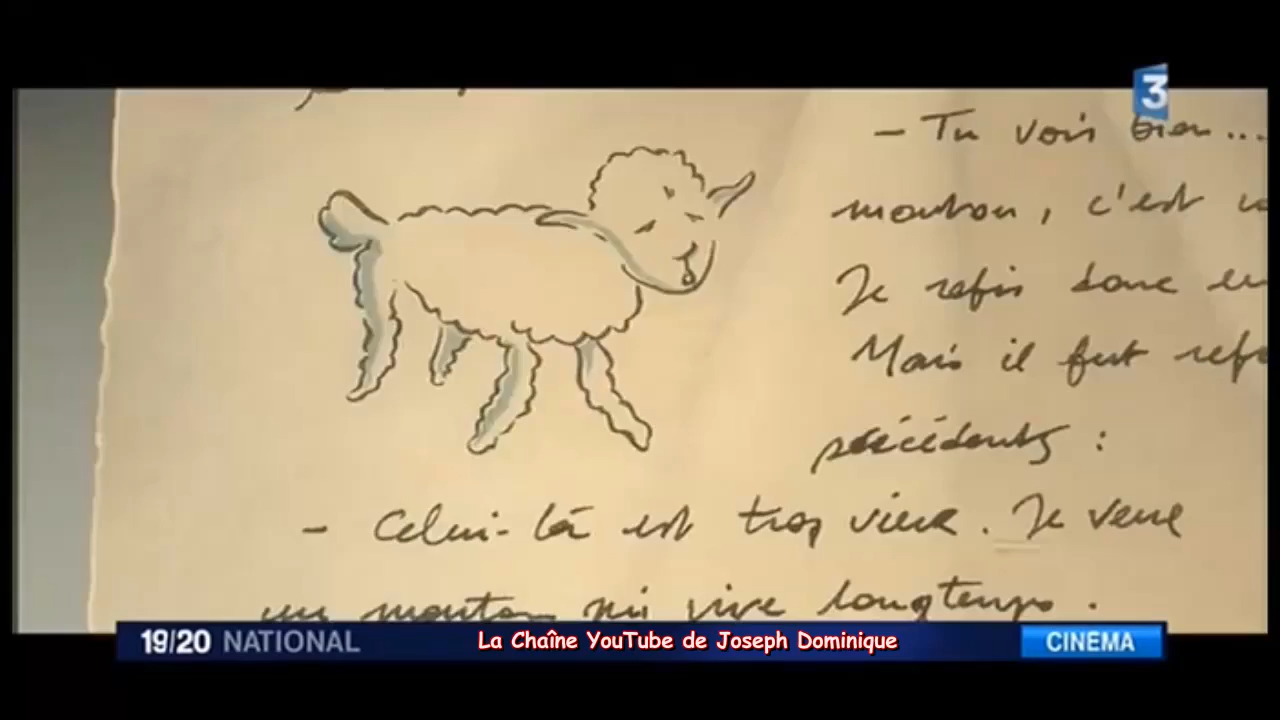 3
- Tu vois bien...
mouton, c'est
Je refis donc
Mais il fut
précédents :
- Celui-là est trop vieux. Je veux
un mouton qui vive longtemps.
19/20 NATIONAL
La Chaîne YouTube de Joseph Dominique
CINEMA